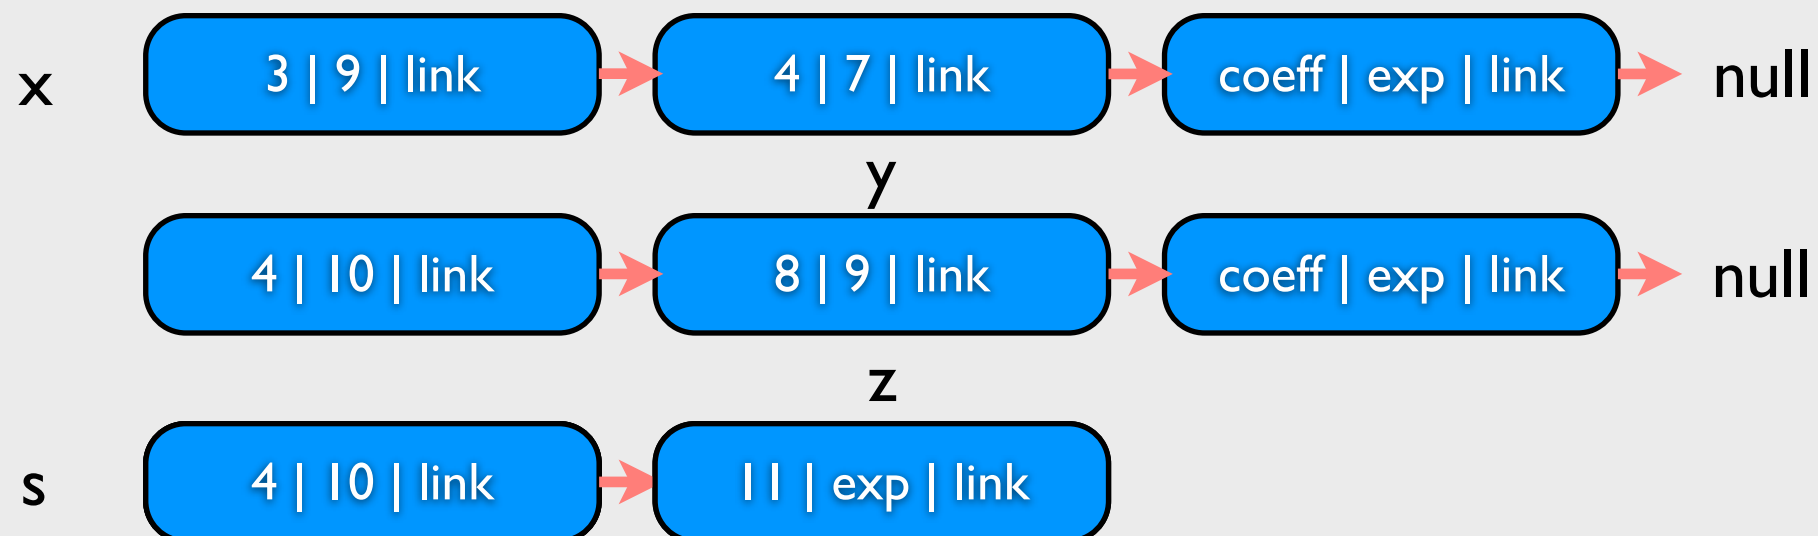 x 3 | 9 | link 4 | 7 | link coeff | exp | link null
y
4 | 10 | link 8 | 9 | link coeff | exp | link null
z
s 4 | 10 | link 11 | exp | link